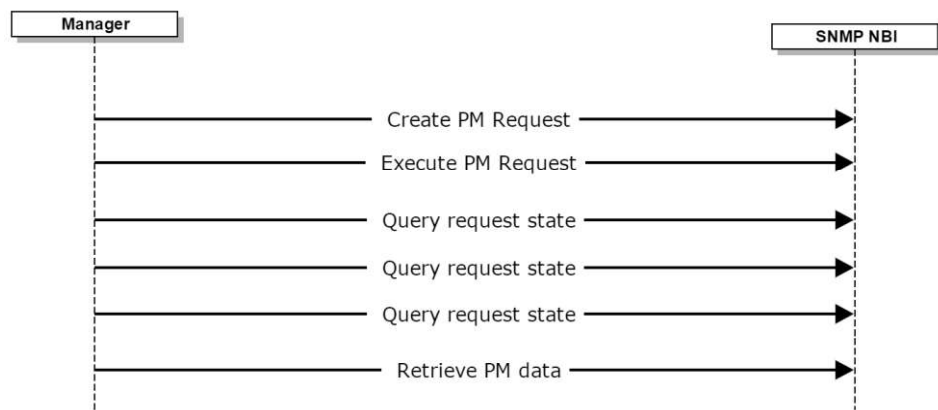 Manager
SNMP NBI
Create PM Request
Execute PM Request
Query request state
Query request state
Query request state
Retrieve PM data